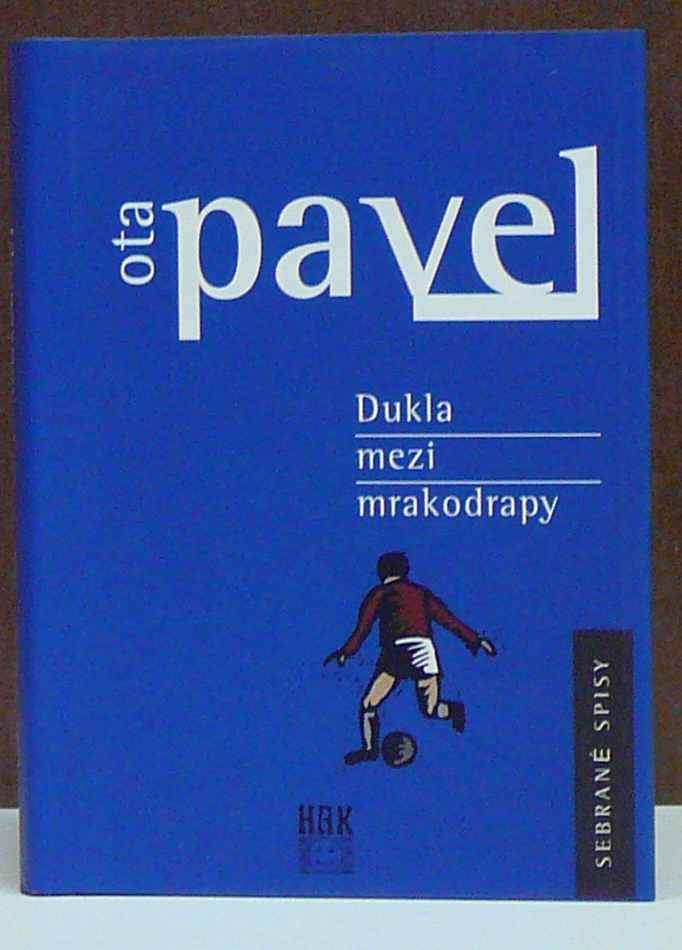 ota
pavel
Dukla
mezi
mrakodrapy
HAK
SEBRANÉ SPISY